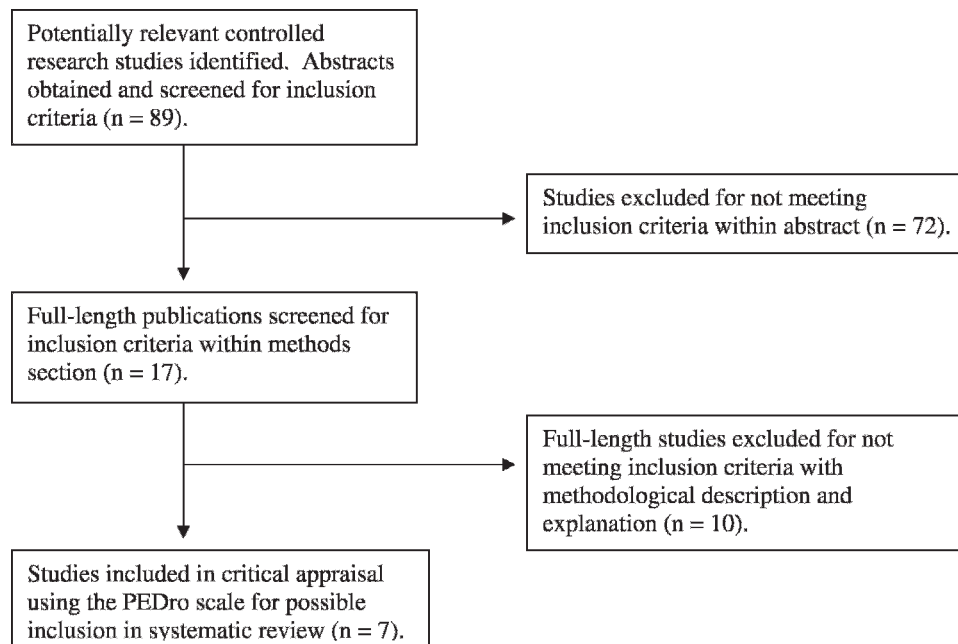 Potentially relevant controlled
research studies identified. Abstracts
obtained and screened for inclusion
criteria (n = 89).
Studies excluded for not meeting
inclusion criteria within abstract (n = 72).
Full-length publications screened for
inclusion criteria within methods
section (n = 17).
Full-length studies excluded for not
meeting inclusion criteria with
methodological description and
explanation (n = 10).
Studies included in critical appraisal
using the PEDro scale for possible
inclusion in systematic review (n = 7).